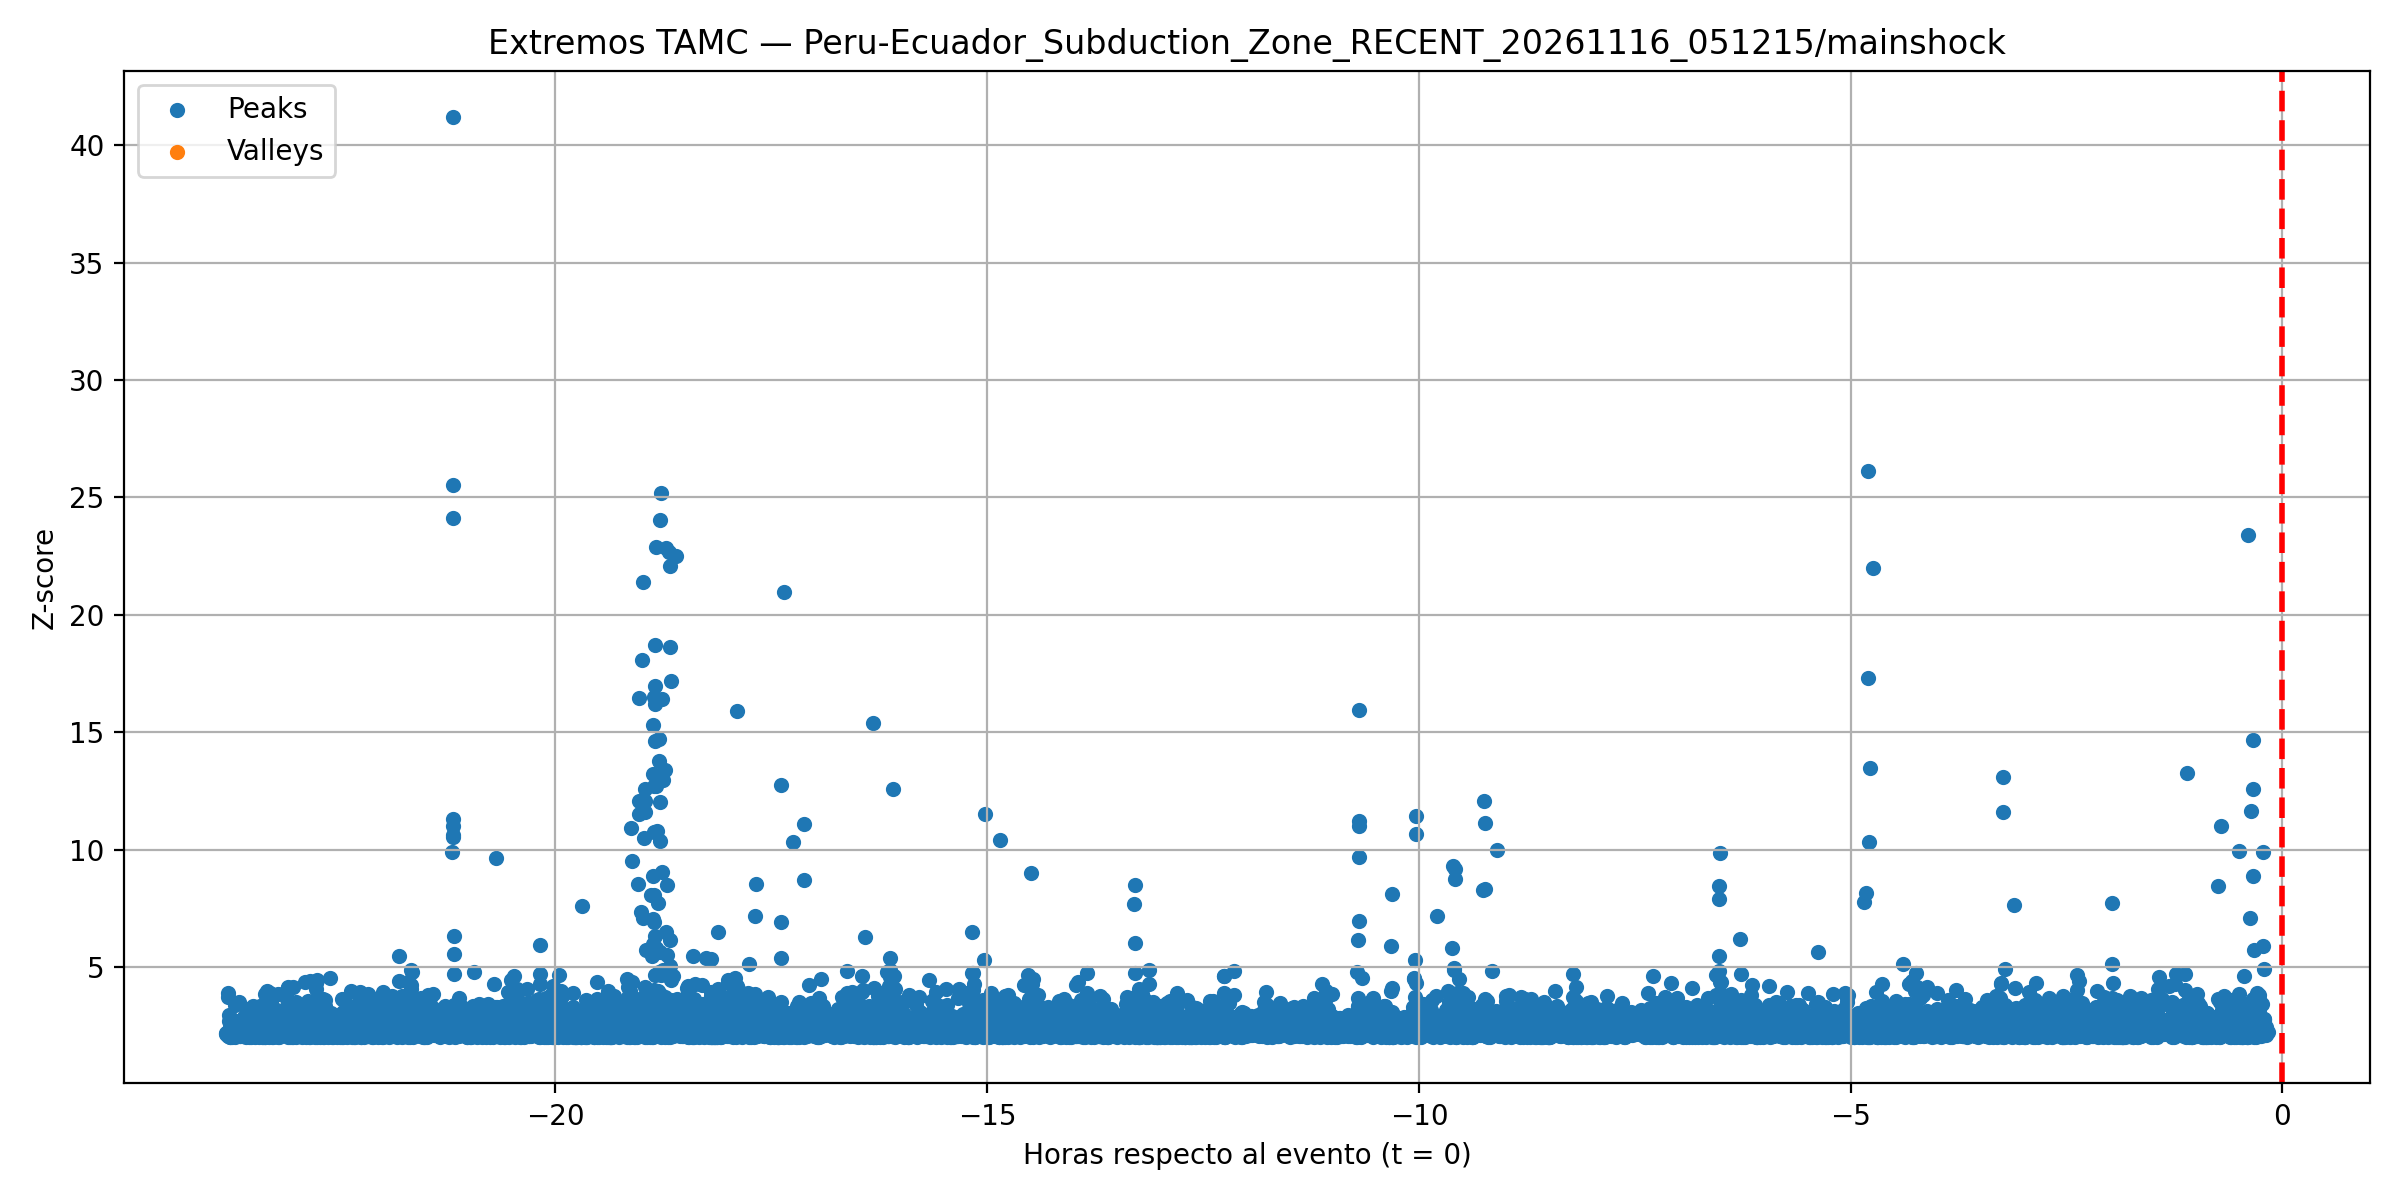 Extremos TAMC — Peru-Ecuador_Subduction_Zone_RECENT_20261116_051215/mainshock
Peaks
Valleys
40
35
30
25
20
15
10
5
Z-score
−20
−15
−10
−5
0
Horas respecto al evento (t = 0)